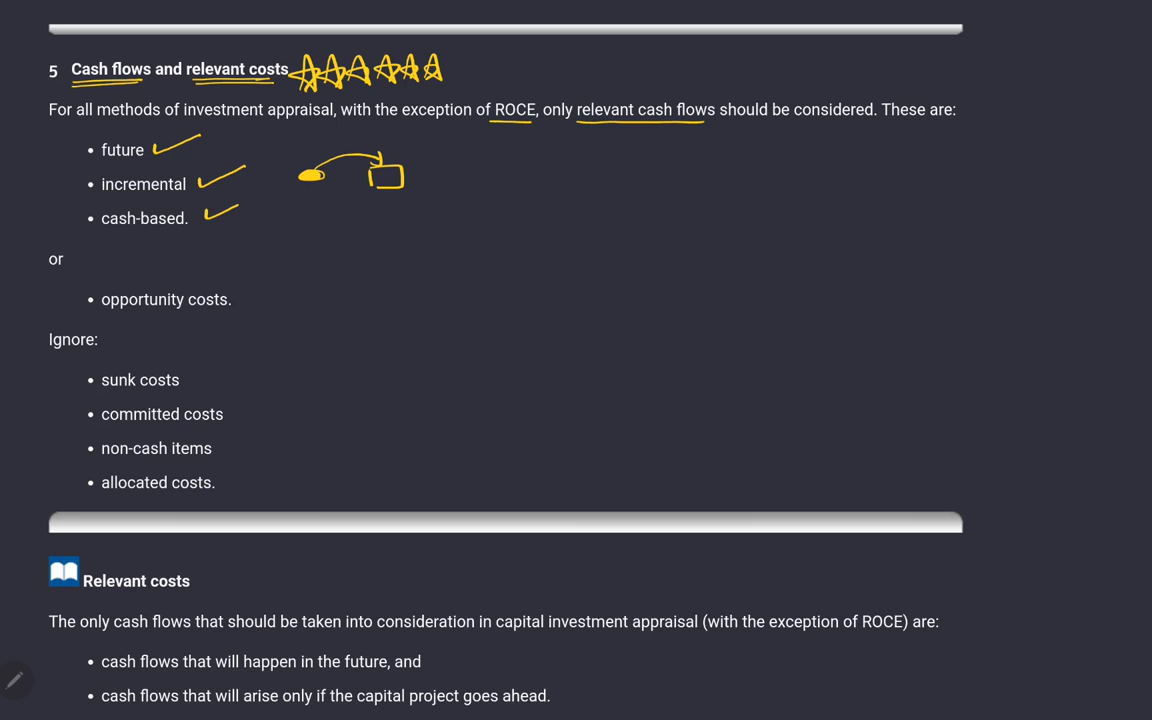 5 Cash flows and relevant costs
For all methods of investment appraisal, with the exception of ROCE, only relevant cash flows should be considered. These are:
• future
• incremental
• cash-based.
or
• opportunity costs.
Ignore:
• sunk costs
• committed costs
• non-cash items
• allocated costs.
Relevant costs
The only cash flows that should be taken into consideration in capital investment appraisal (with the exception of ROCE) are:
• cash flows that will happen in the future, and
• cash flows that will arise only if the capital project goes ahead.